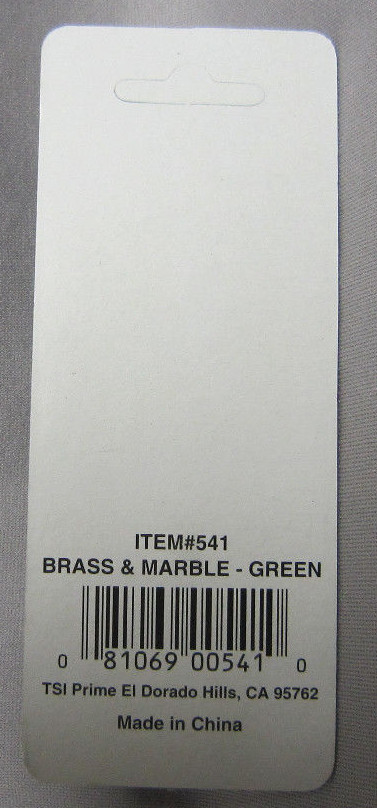 ITEM#541
BRASS & MARBLE - GREEN
0 81069 00541 0
TSI Prime El Dorado Hills, CA 95762
Made in China